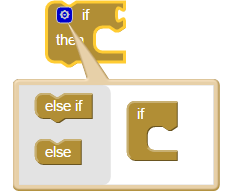 if
then
else if
if
else